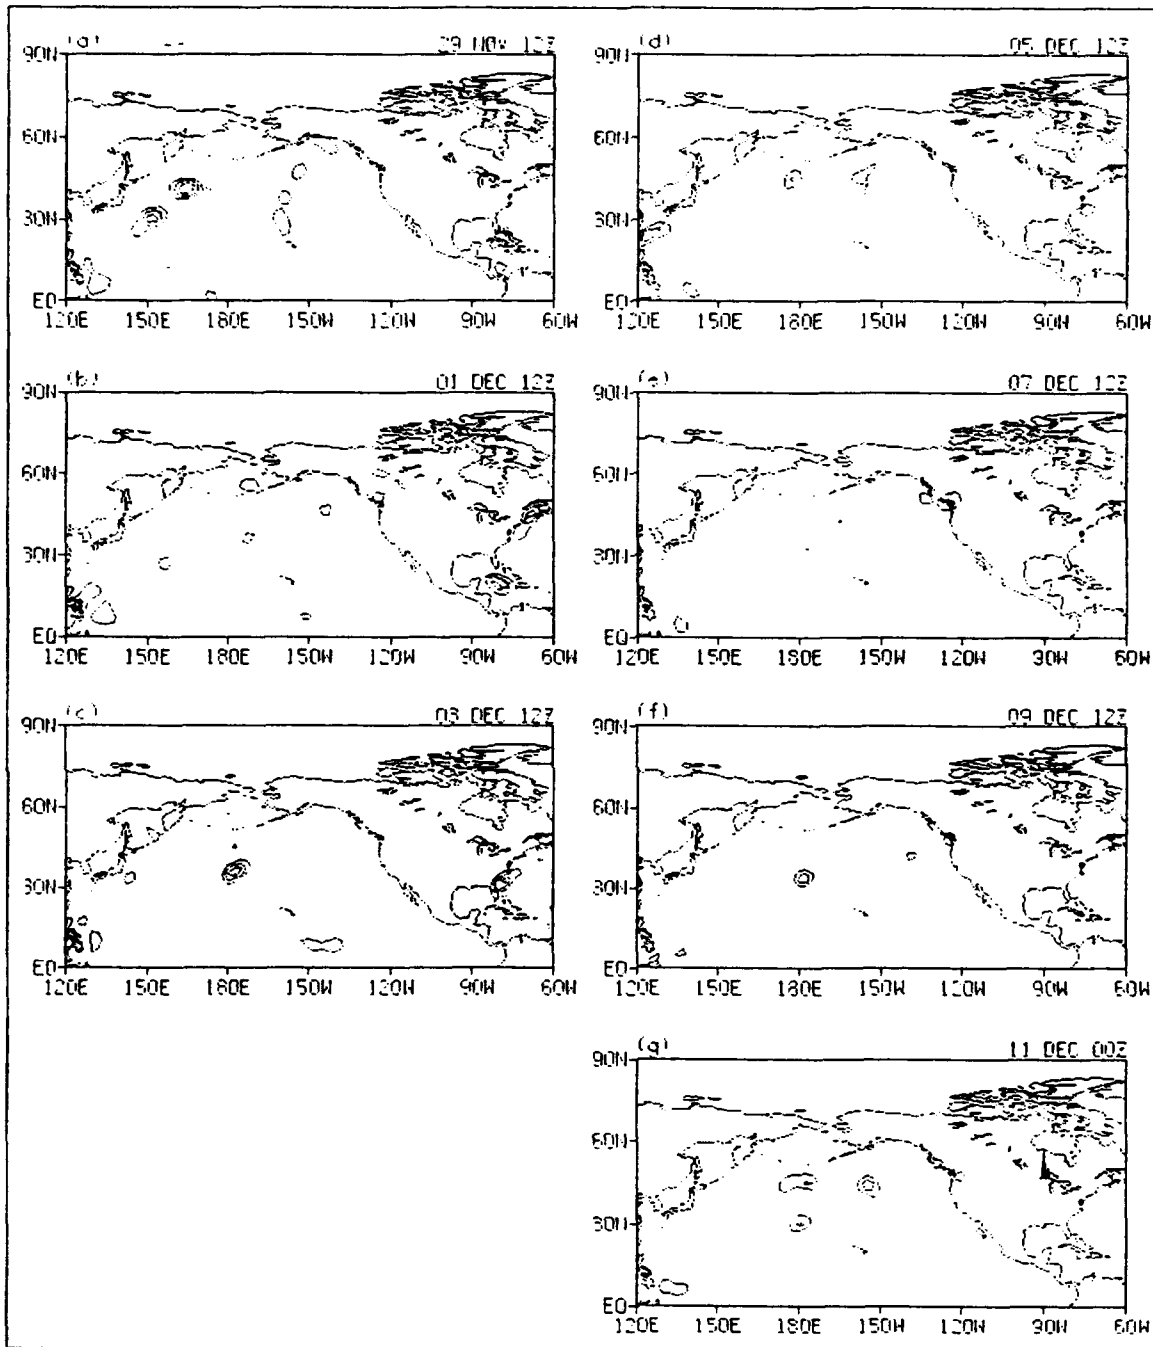 (a) 29 NOV 12Z
90N
60N
30N
EQ
120E 150E 180E 150W 120W 90W 60W
(b) 01 DEC 12Z
90N
60N
30N
EQ
120E 150E 180E 150W 120W 90W 60W
(c) 03 DEC 12Z
90N
60N
30N
EQ
120E 150E 180E 150W 120W 90W 60W
(d) 05 DEC 12Z
90N
60N
30N
EQ
120E 150E 180E 150W 120W 90W 60W
(e) 07 DEC 12Z
90N
60N
30N
EQ
120E 150E 180E 150W 120W 90W 60W
(f) 09 DEC 12Z
90N
60N
30N
EQ
120E 150E 180E 150W 120W 90W 60W
(g) 11 DEC 00Z
90N
60N
30N
EQ
120E 150E 180E 150W 120W 90W 60W